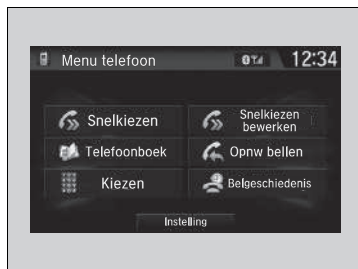 Menu telefoon 12:34
Snelkiezen
Snelkiezen
bewerken
Telefoonboek
Opnw bellen
Kiezen
Belgeschiedenis
Instelling